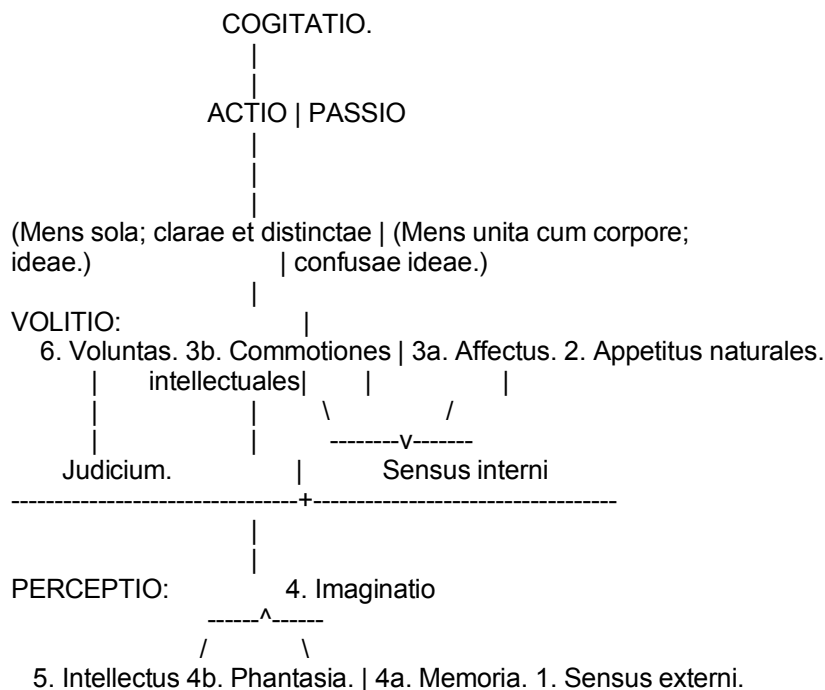 COGITATIO.
|
|
ACTIO | PASSIO
|
|
|
(Mens sola; clarae et distinctae | (Mens unita cum corpore;
ideae.) | confusae ideae.)
|
VOLITIO: |
6. Voluntas. 3b. Commotiones | 3a. Affectus. 2. Appetitus naturales.
| intellectuales| | |
| | \ /
| | --------v-------
Judicium. | Sensus interni
---------------------------------+-----------------------------------
|
|
PERCEPTIO: 4. Imaginatio
------^------
/ \
5. Intellectus 4b. Phantasia. | 4a. Memoria. 1. Sensus externi.